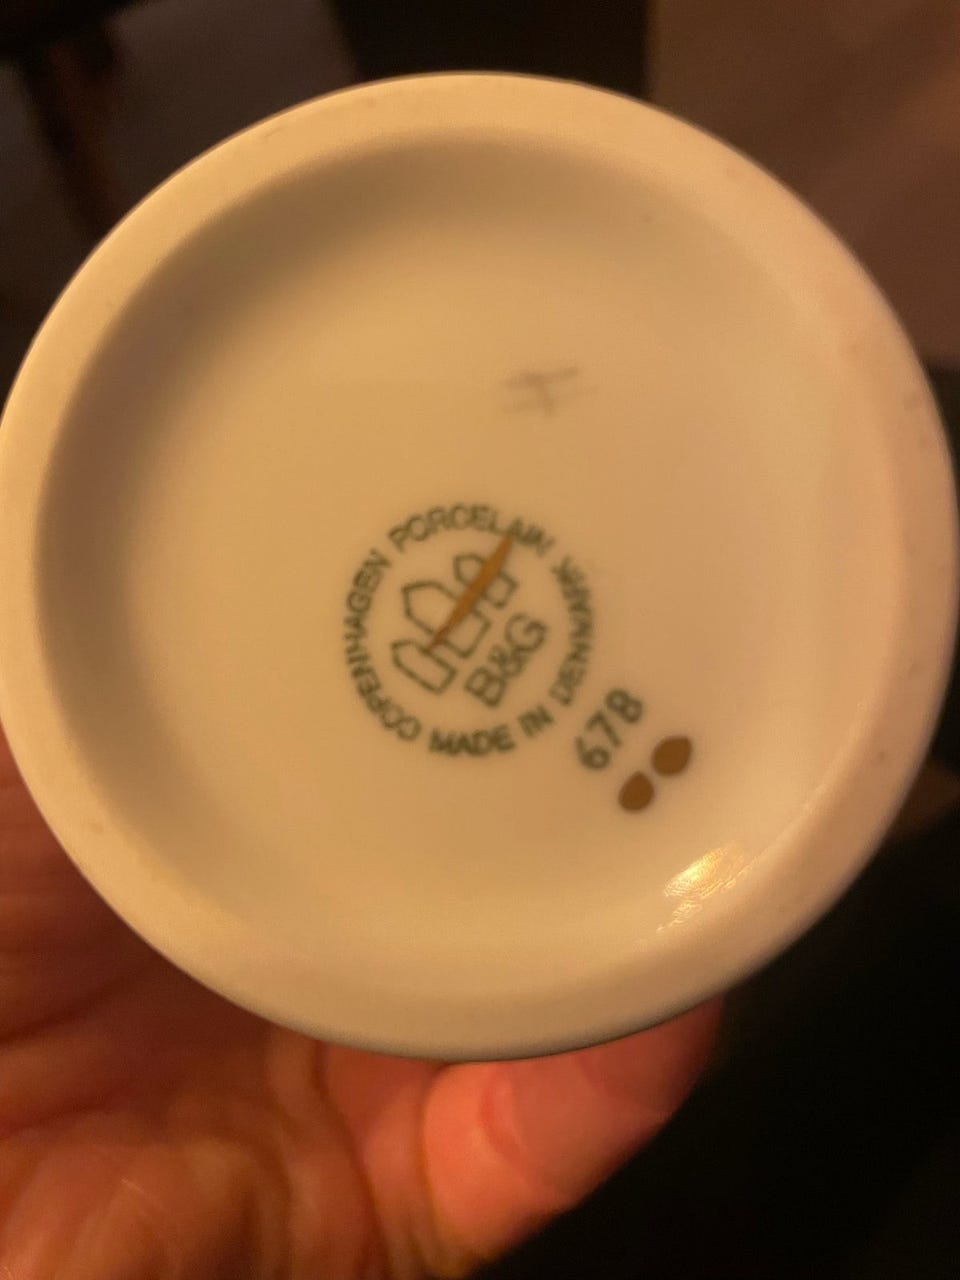 COPENHAGEN PORCELAIN
B&G
MADE IN DENMARK
678